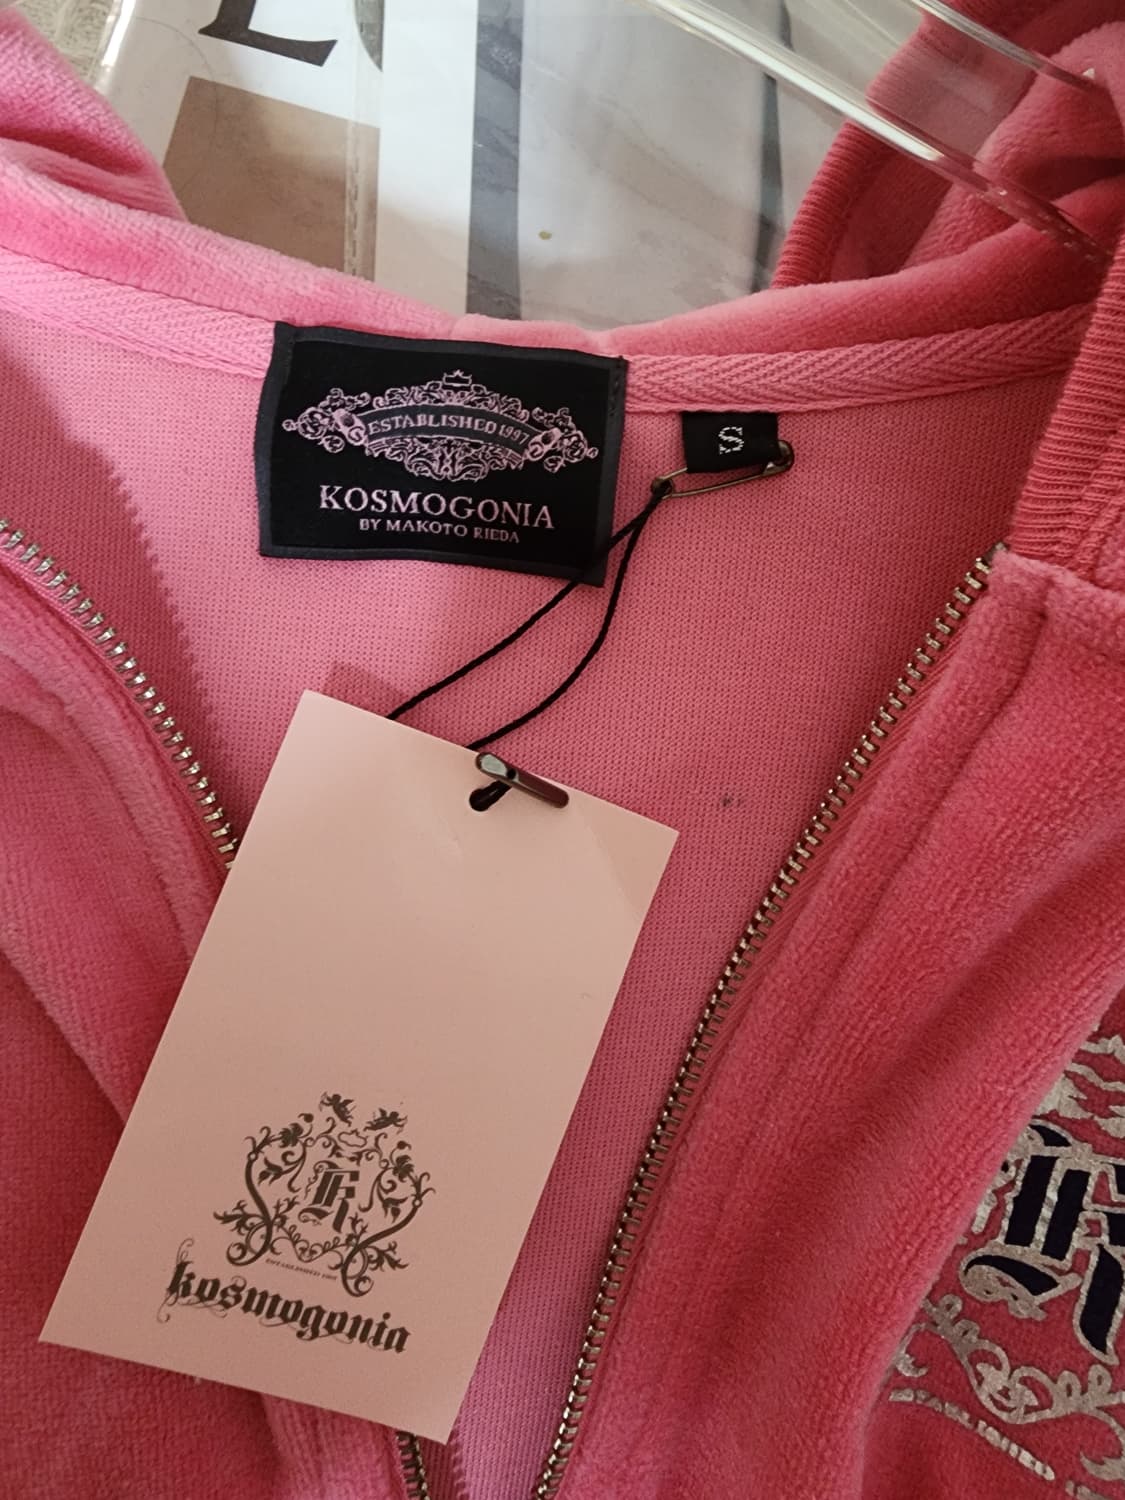 ESTABLISHED 1997
KOSMOGONIA
BY MAKOTO RIEDA
S
K
kosmogonia